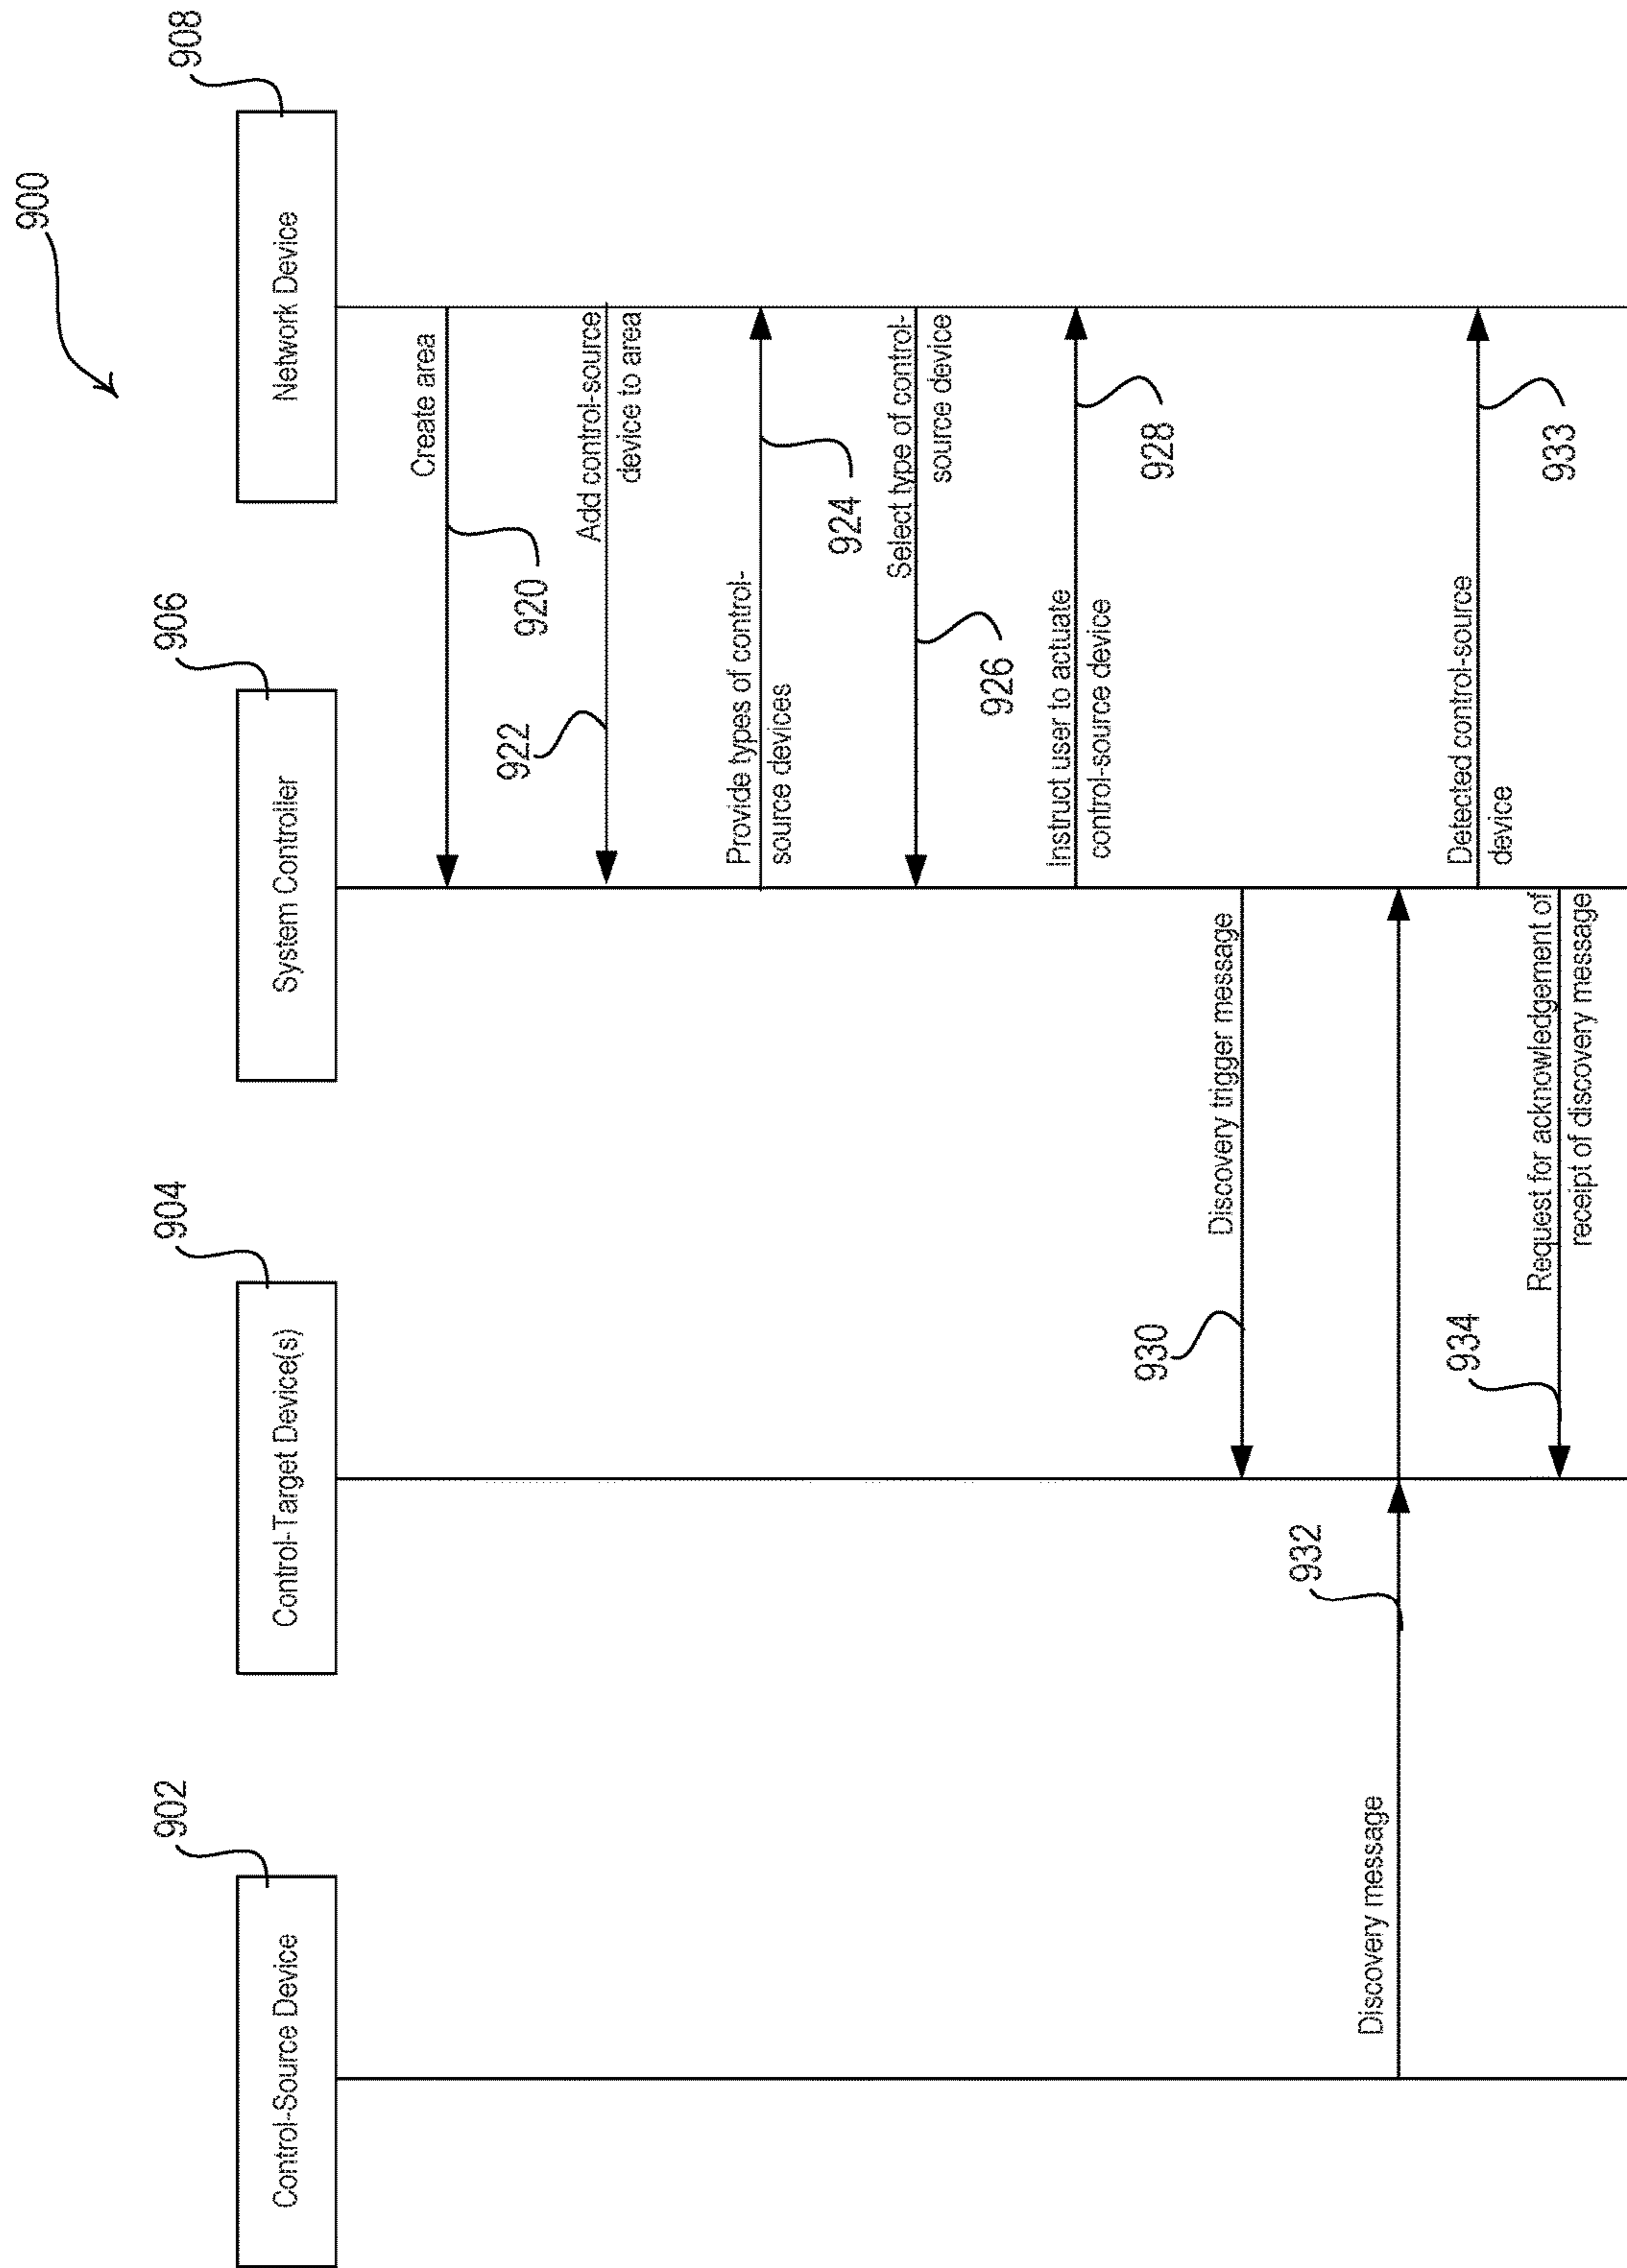 900
902
904
906
908
Control-Source Device
Control-Target Device(s)
System Controller
Network Device
Create area
920
Add control-source
device to area
922
Provide types of control-
source devices
924
Select type of control-
source device
926
Instruct user to actuate
control-source device
928
Discovery trigger message
930
Discovery message
932
Detected control-source
device
933
Request for acknowledgement of
receipt of discovery message
934